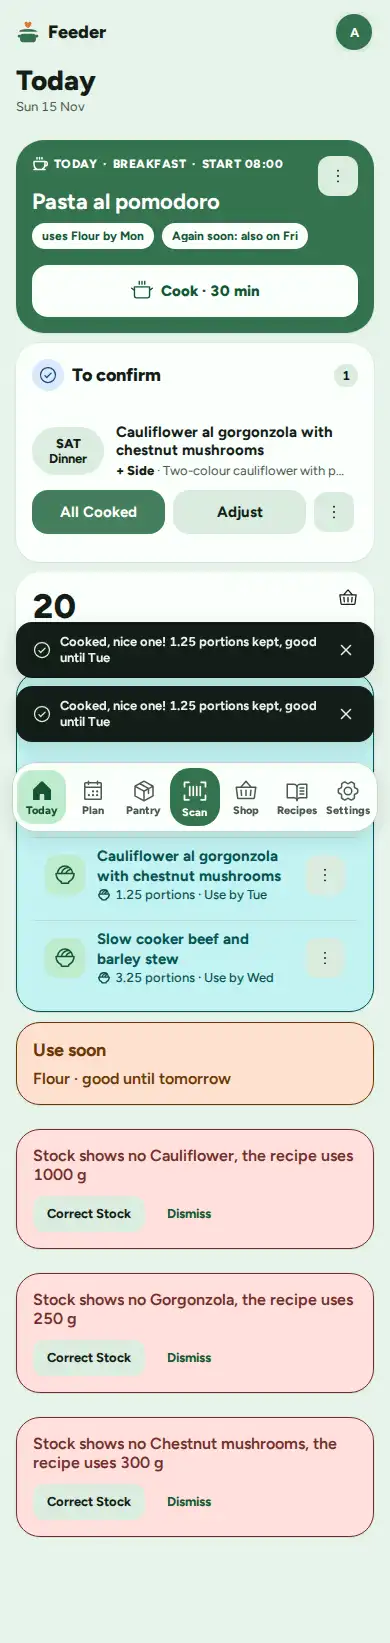 Feeder
A
Today
Sun 15 Nov
TODAY · BREAKFAST · START 08:00
Pasta al pomodoro
uses Flour by Mon
Again soon: also on Fri
Cook · 30 min
To confirm
1
SAT
Dinner
Cauliflower al gorgonzola with
chestnut mushrooms
+ Side · Two-colour cauliflower with p...
All Cooked
Adjust
20
Cooked, nice one! 1.25 portions kept, good
until Tue
Cooked, nice one! 1.25 portions kept, good
until Tue
Today
Plan
Pantry
Scan
Shop
Recipes
Settings
Cauliflower al gorgonzola
with chestnut mushrooms
1.25 portions · Use by Tue
Slow cooker beef and
barley stew
3.25 portions · Use by Wed
Use soon
Flour · good until tomorrow
Stock shows no Cauliflower, the recipe uses
1000 g
Correct Stock
Dismiss
Stock shows no Gorgonzola, the recipe uses
250 g
Correct Stock
Dismiss
Stock shows no Chestnut mushrooms, the
recipe uses 300 g
Correct Stock
Dismiss